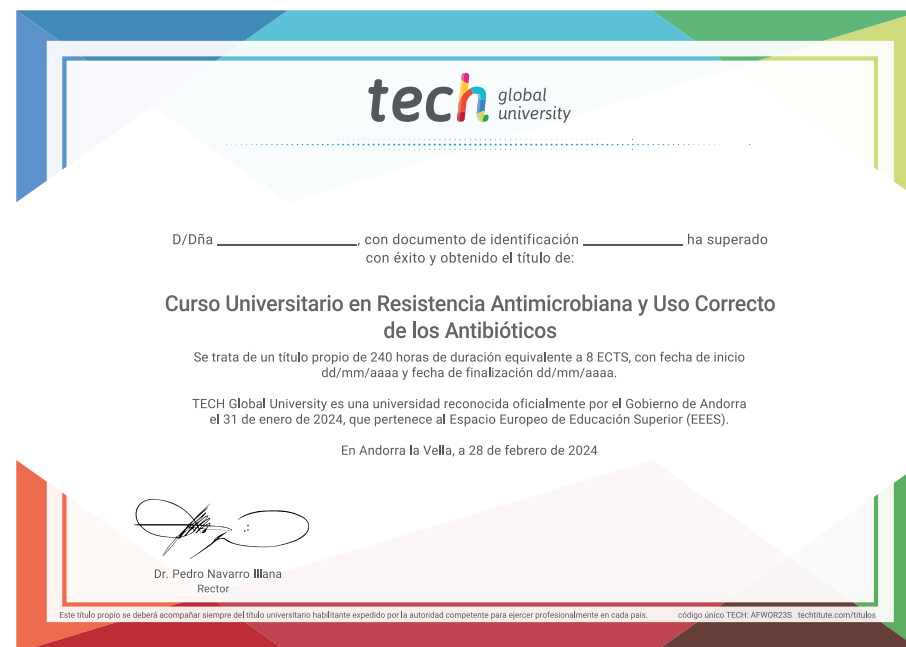 tech global
university
D/Dña ____________________, con documento de identificación ______________ ha superado
con éxito y obtenido el título de:
Curso Universitario en Resistencia Antimicrobiana y Uso Correcto
de los Antibióticos
Se trata de un título propio de 240 horas de duración equivalente a 8 ECTS, con fecha de inicio
dd/mm/aaaa y fecha de finalización dd/mm/aaaa.
TECH Global University es una universidad reconocida oficialmente por el Gobierno de Andorra
el 31 de enero de 2024, que pertenece al Espacio Europeo de Educación Superior (EEES).
En Andorra la Vella, a 28 de febrero de 2024
Dr. Pedro Navarro Illana
Rector
Este título propio se deberá acompañar siempre del título universitario habilitante expedido por la autoridad competente para ejercer profesionalmente en cada país. código único TECH: AFWOR23S techtitute.com/titulos